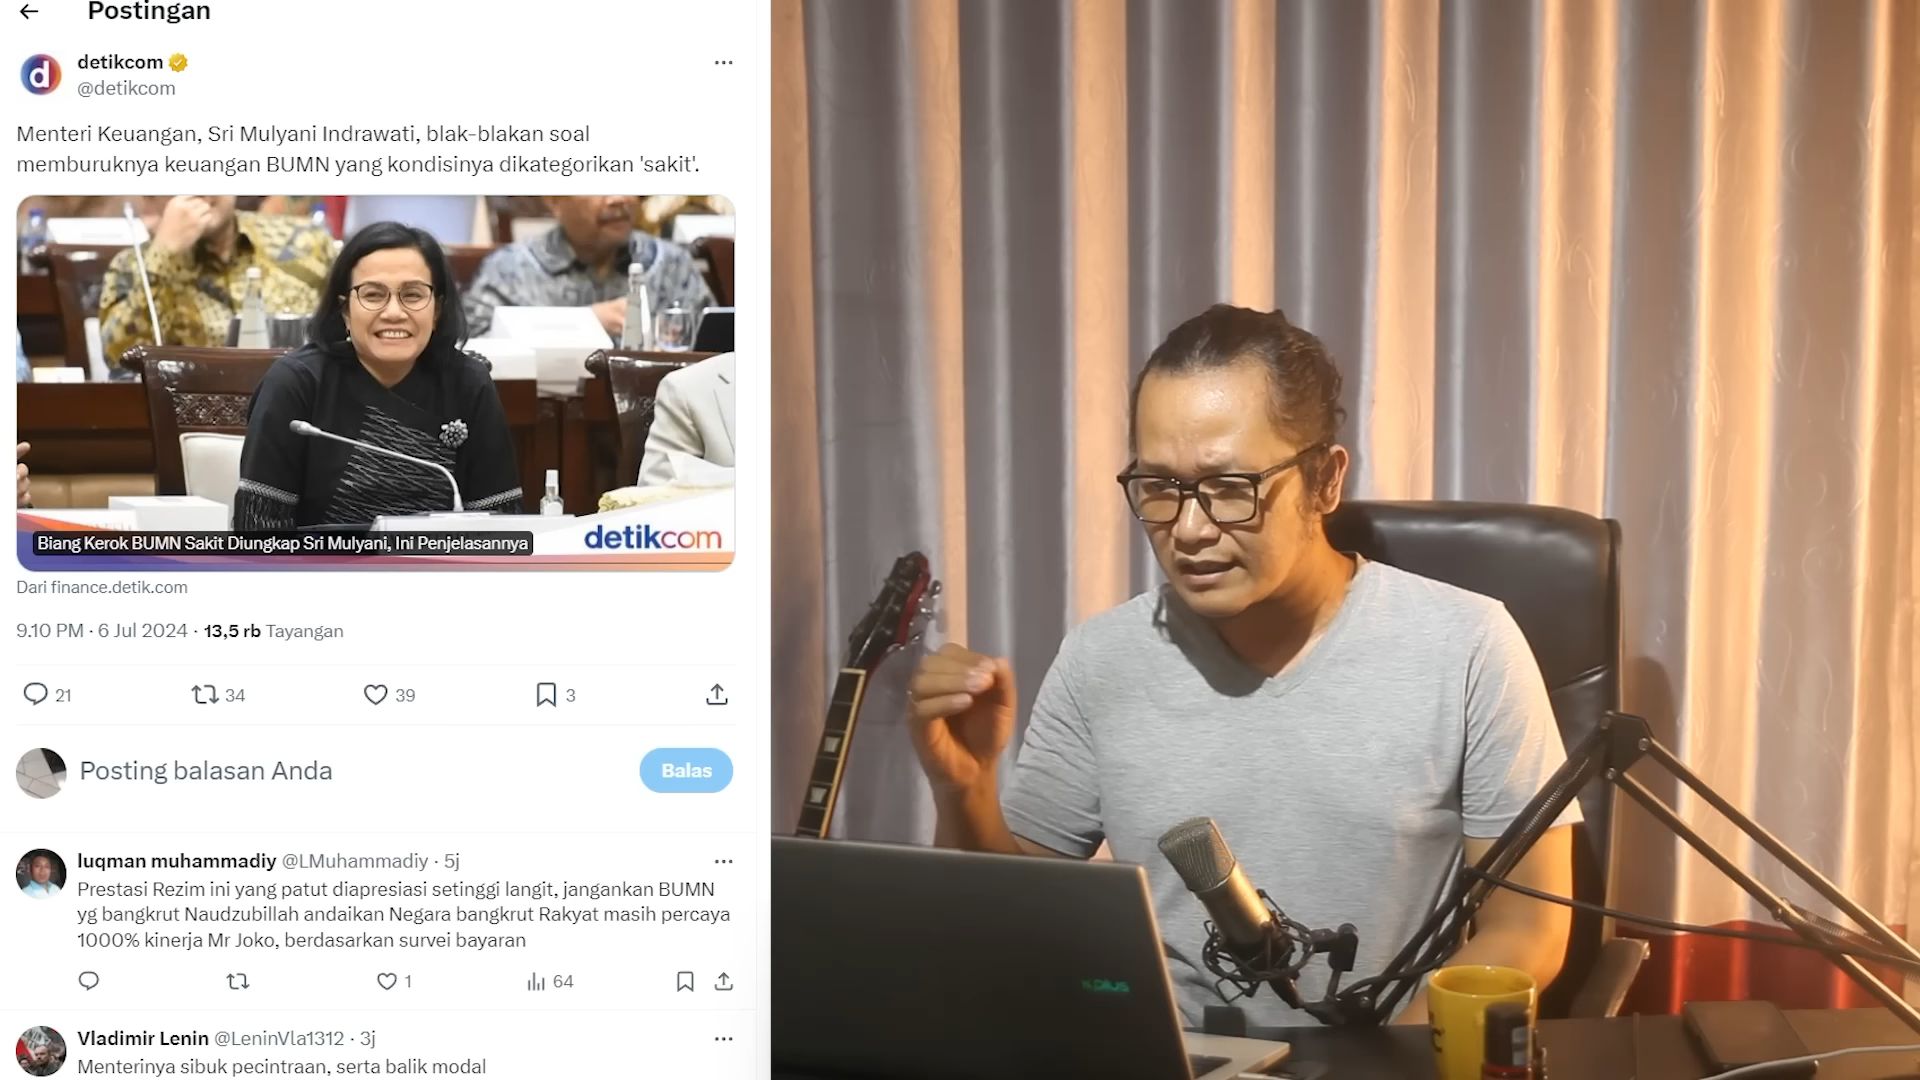 Postingan
detikcom
@detikcom
Menteri Keuangan, Sri Mulyani Indrawati, blak-blakan soal
memburuknya keuangan BUMN yang kondisinya dikategorikan 'sakit'.
Biang Kerok BUMN Sakit Diungkap Sri Mulyani, Ini Penjelasannya
detikcom
Dari finance.detik.com
9.10 PM · 6 Jul 2024 · 13,5 rb Tayangan
21 34 39 3
Posting balasan Anda
Balas
luqman muhammadiy @LMuhammadiy · 5j
Prestasi Rezim ini yang patut diapresiasi setinggi langit, jangankan BUMN
yg bangkrut Naudzubillah andaikan Negara bangkrut Rakyat masih percaya
1000% kinerja Mr Joko, berdasarkan survei bayaran
1 64
Vladimir Lenin @LeninVla1312 · 3j
Menterinya sibuk pecintraan, serta balik modal